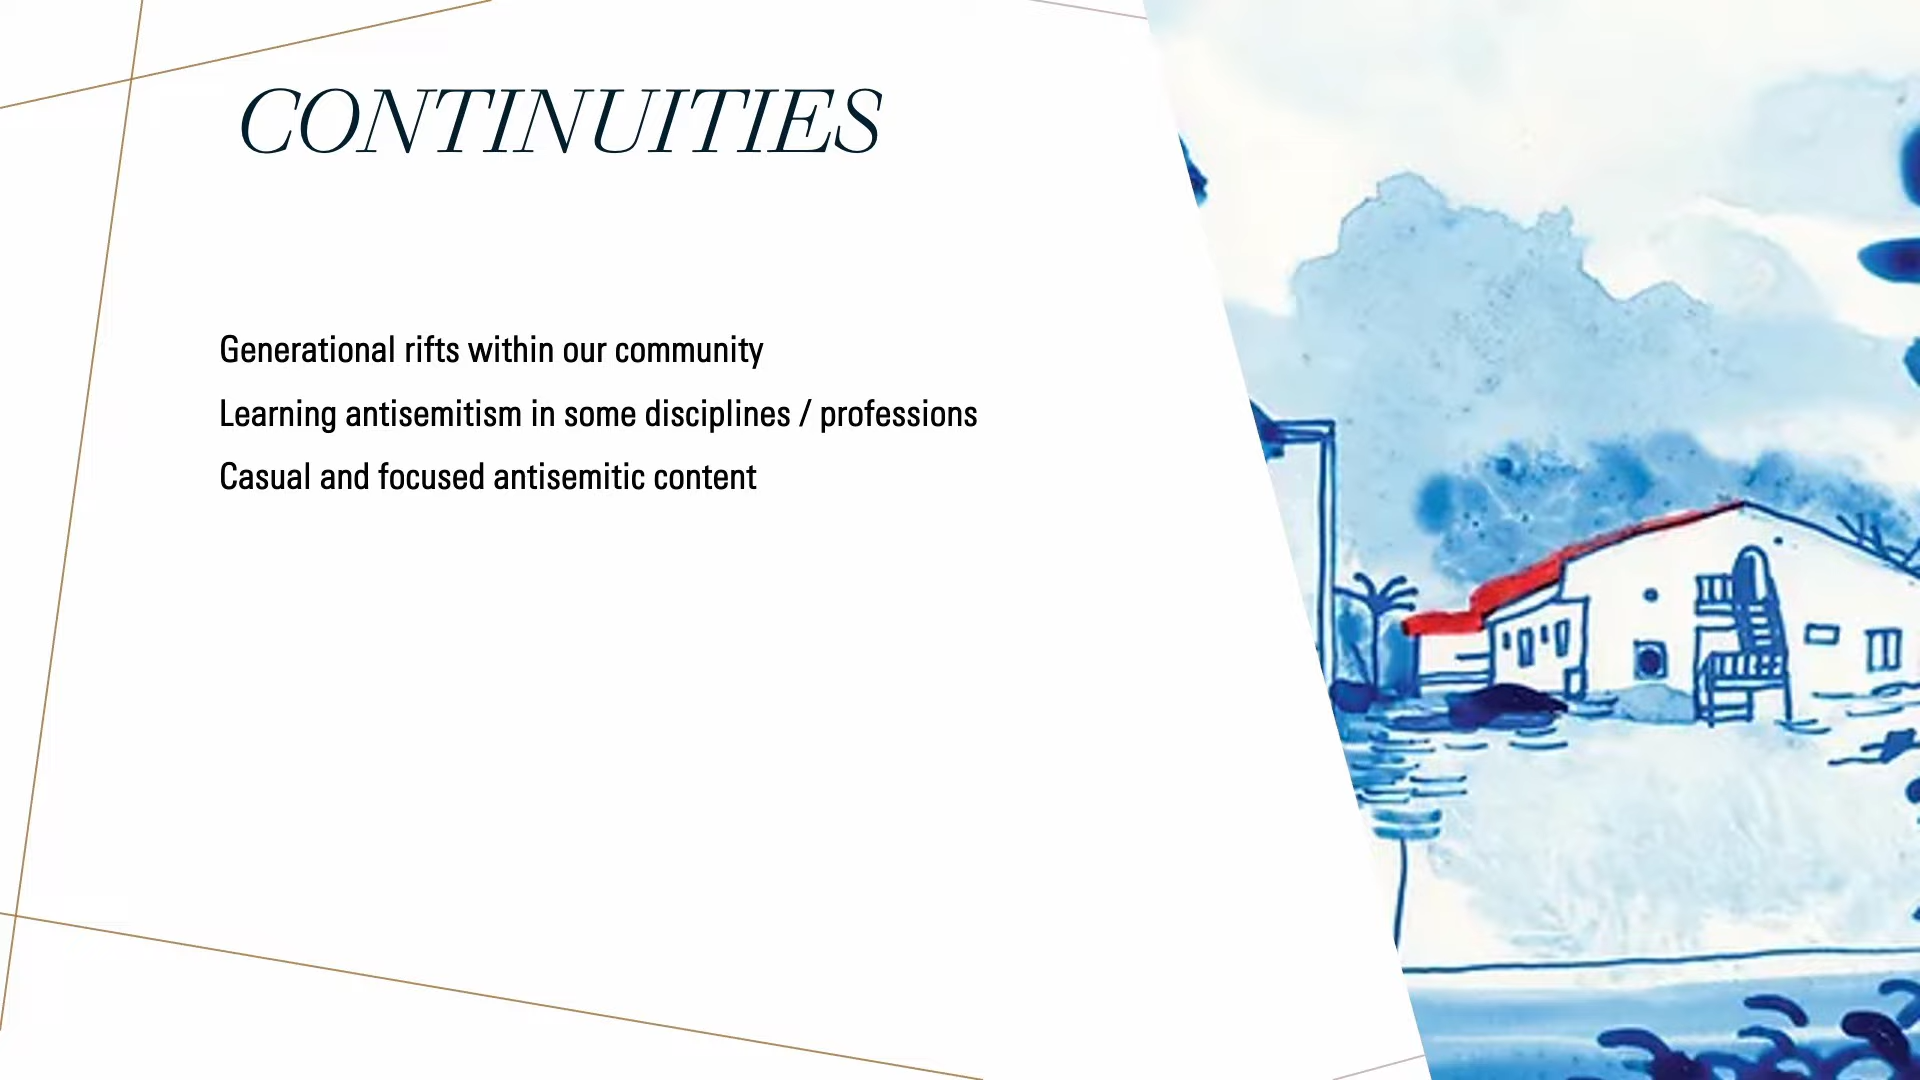 CONTINUITIES
Generational rifts within our community
Learning antisemitism in some disciplines / professions
Casual and focused antisemitic content